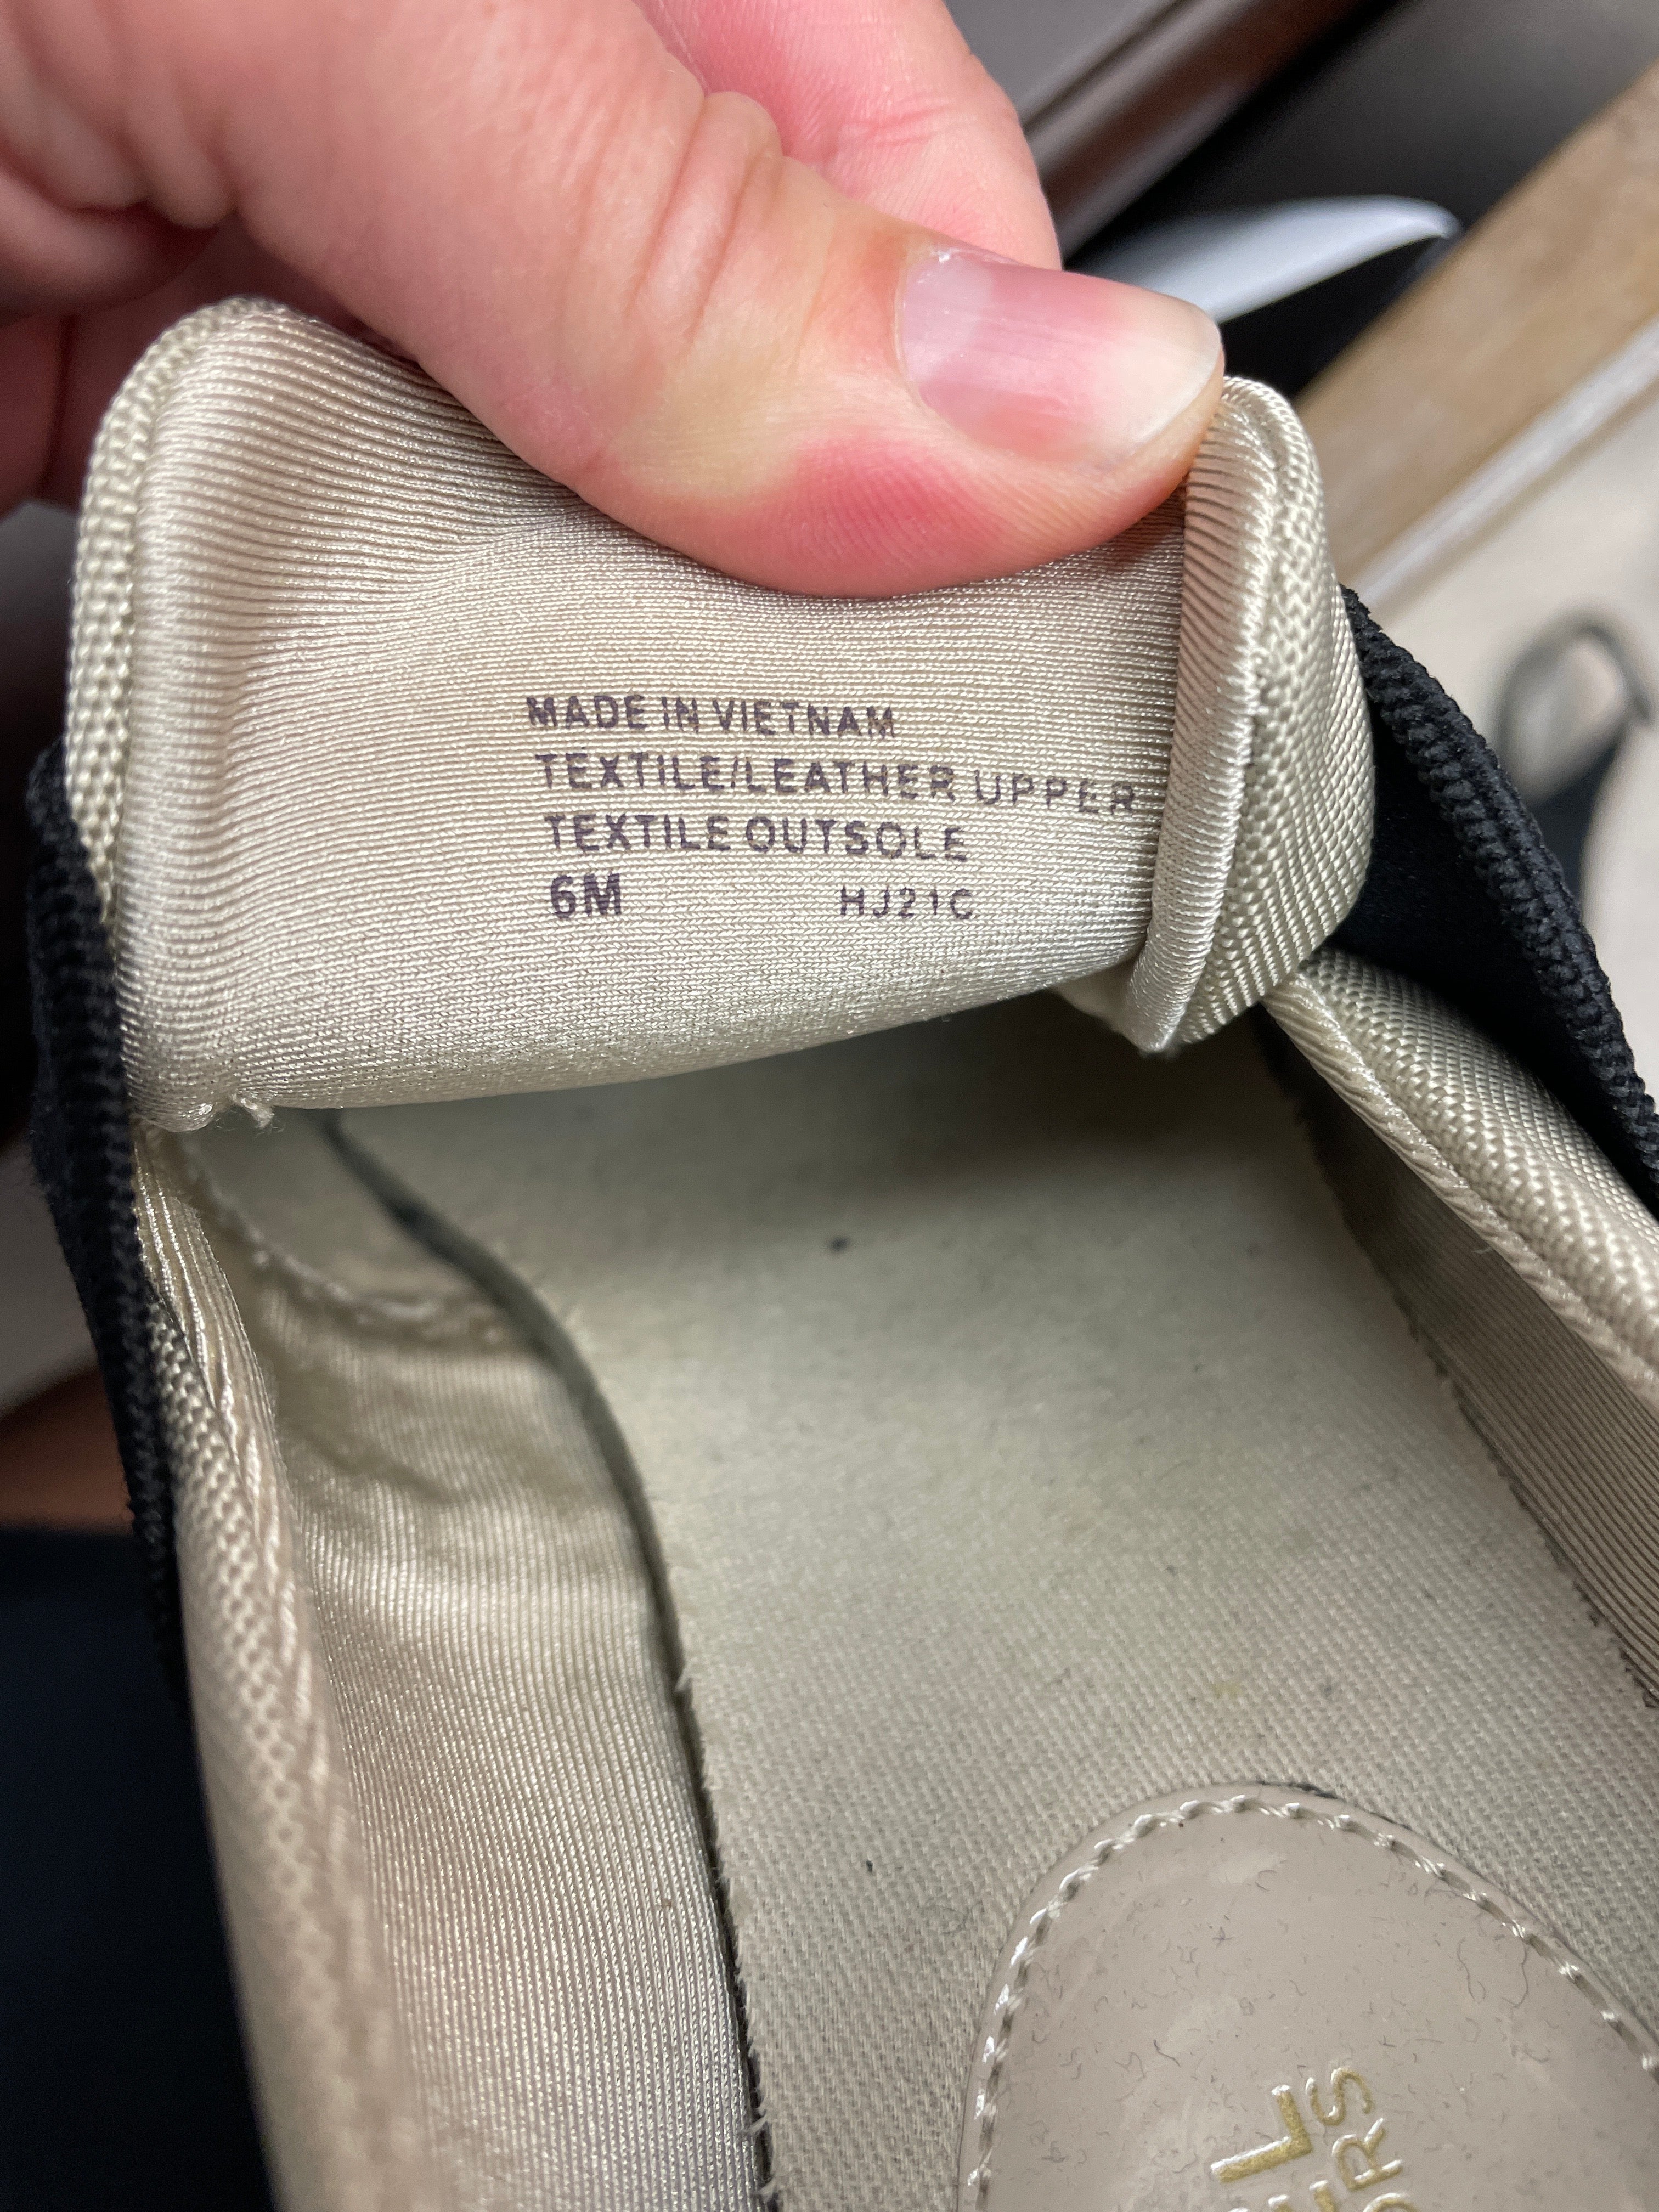 MADE IN VIETNAM
TEXTILE/LEATHER UPPER
TEXTILE OUTSOLE
6M HJ21C